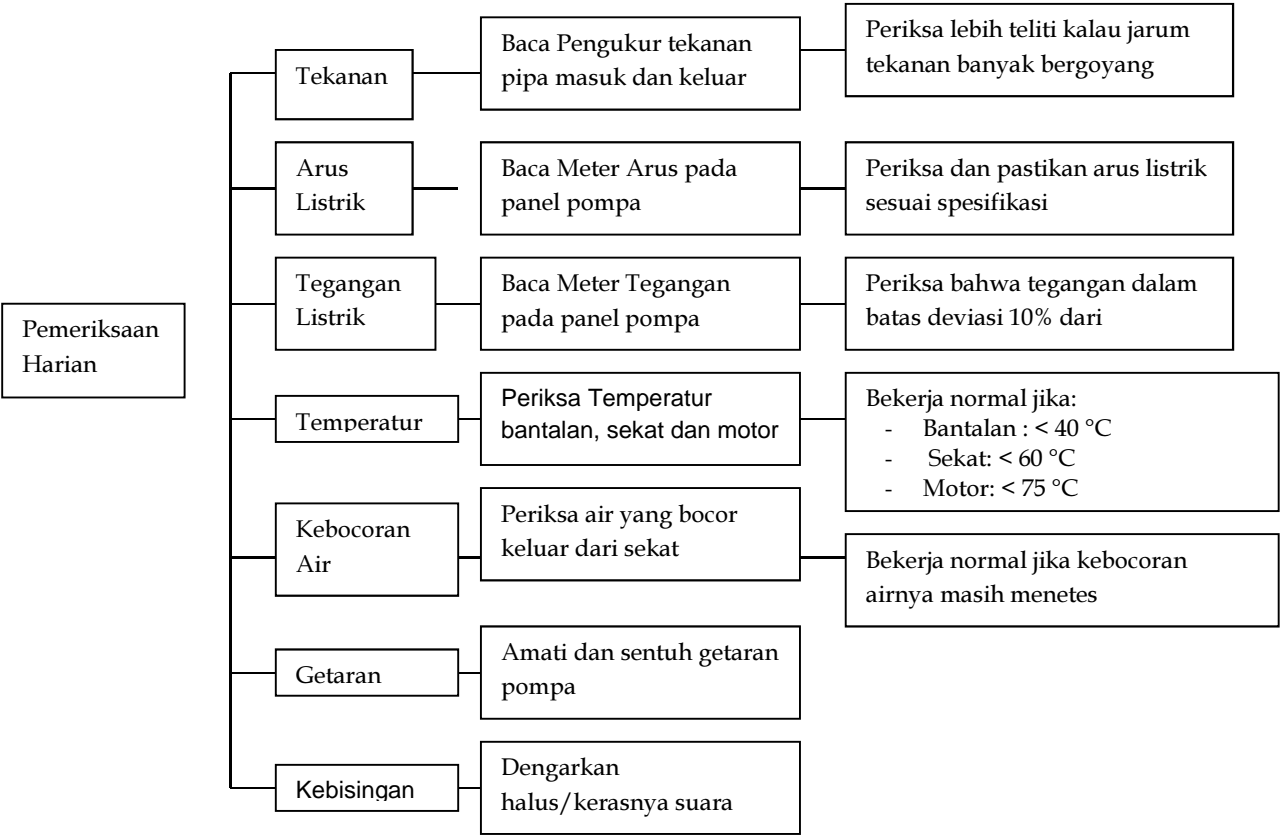 Pemeriksaan
Harian
Tekanan
Baca Pengukur tekanan
pipa masuk dan keluar
Periksa lebih teliti kalau jarum
tekanan banyak bergoyang
Arus
Listrik
Baca Meter Arus pada
panel pompa
Periksa dan pastikan arus listrik
sesuai spesifikasi
Tegangan
Listrik
Baca Meter Tegangan
pada panel pompa
Periksa bahwa tegangan dalam
batas deviasi 10% dari
Temperatur
Periksa Temperatur
bantalan, sekat dan motor
Bekerja normal jika:
- Bantalan : < 40 °C
- Sekat: < 60 °C
- Motor: < 75 °C
Kebocoran
Air
Periksa air yang bocor
keluar dari sekat
Bekerja normal jika kebocoran
airnya masih menetes
Getaran
Amati dan sentuh getaran
pompa
Kebisingan
Dengarkan
halus/kerasnya suara